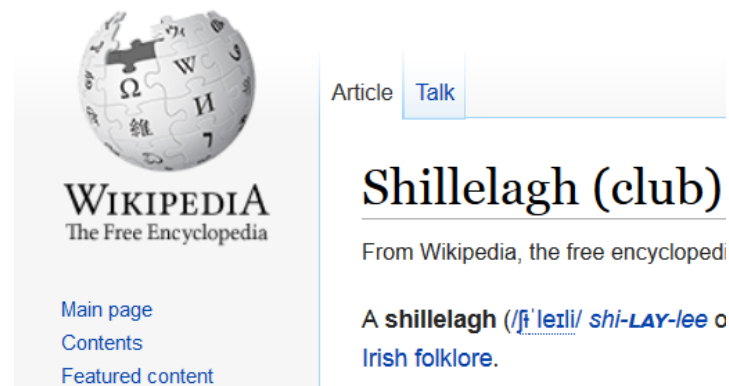 Article Talk
WIKIPEDIA
The Free Encyclopedia
Shillelagh (club)
From Wikipedia, the free encyclopedi
Main page
Contents
Featured content
A shillelagh (/ʃɪˈleɪli/ shi-LAY-lee o
Irish folklore.